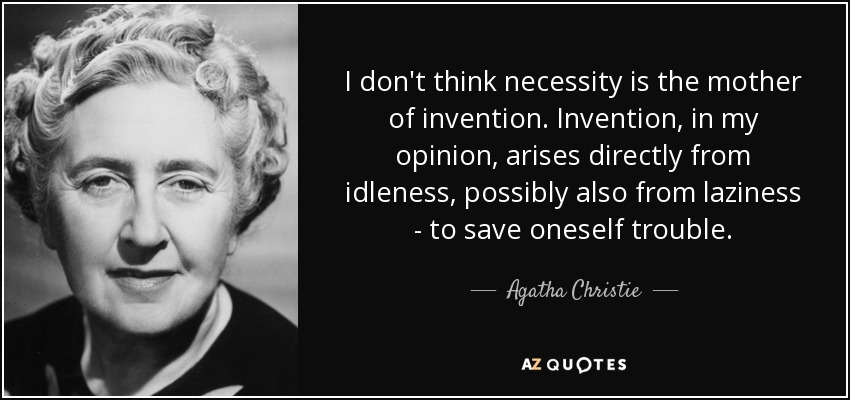 I don't think necessity is the mother
of invention. Invention, in my
opinion, arises directly from
idleness, possibly also from laziness
- to save oneself trouble.
Agatha Christie
AZ QUOTES